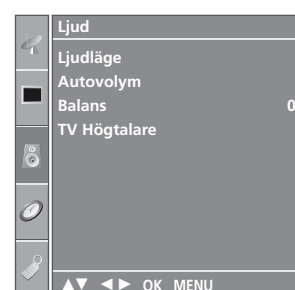 Ljud
Ljudläge
Autovolym
Balans 0
TV Högtalare
▲▼ ◄► OK MENU